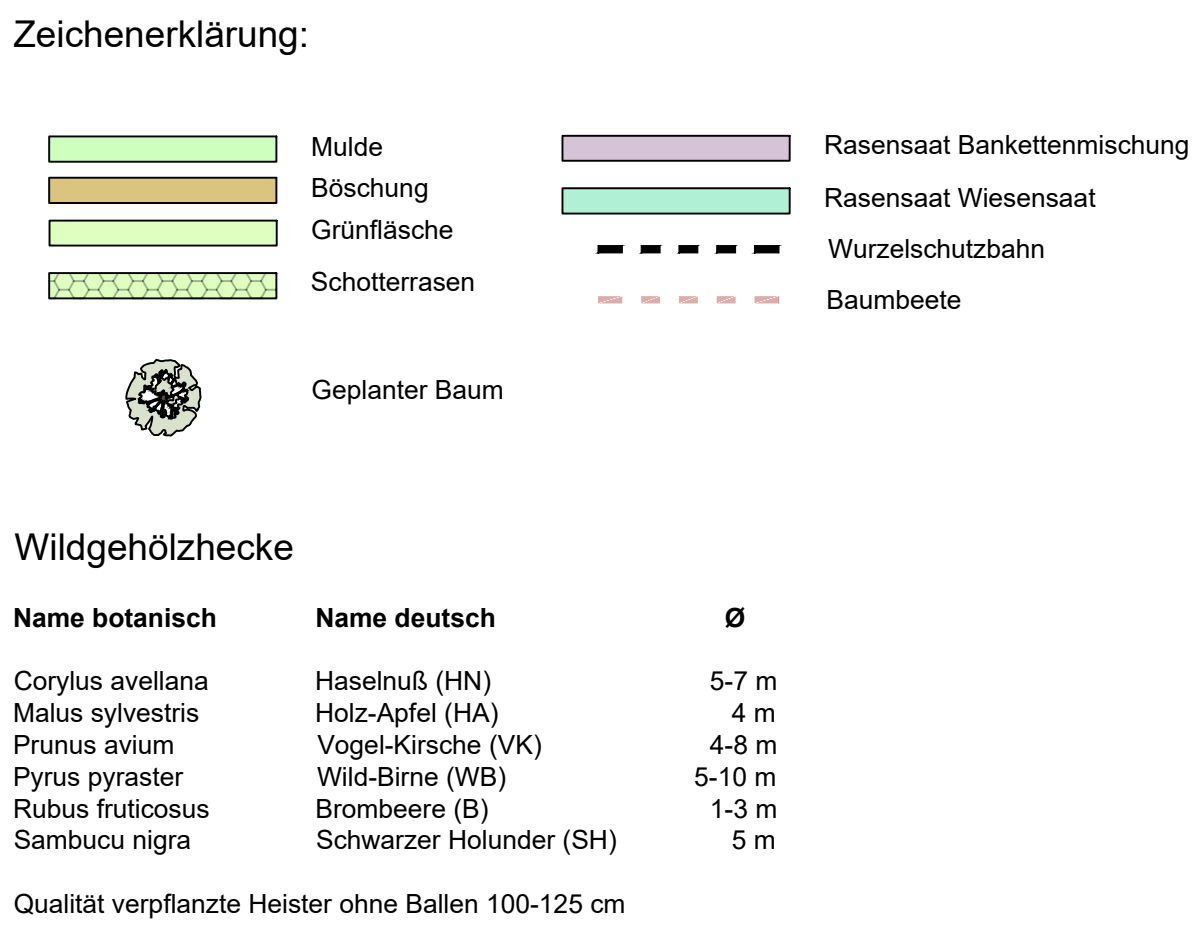 Zeichenerklärung:
Mulde
Böschung
Grünfläsche
Schotterrasen
Geplanter Baum
Rasensaat Bankettenmischung
Rasensaat Wiesensaat
Wurzelschutzbahn
Baumbeete
Wildgehölzhecke
Name botanisch Name deutsch Ø
Corylus avellana Haselnuß (HN) 5-7 m
Malus sylvestris Holz-Apfel (HA) 4 m
Prunus avium Vogel-Kirsche (VK) 4-8 m
Pyrus pyraster Wild-Birne (WB) 5-10 m
Rubus fruticosus Brombeere (B) 1-3 m
Sambucu nigra Schwarzer Holunder (SH) 5 m
Qualität verpflanzte Heister ohne Ballen 100-125 cm